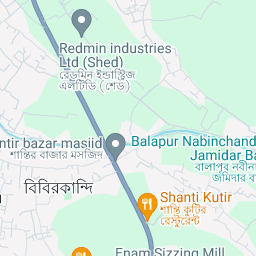 Redmin industries
Ltd (Shed)
রেডমিন ইন্ডাস্ট্রিজ
এলটিডি (শেড)
ntir bazar masjid
শান্তির বাজার মসজিদ
Balapur Nabinchand
Jamidar Ba
বালাপুর নবীন
জমিদার ব
বিবিরকান্দি
Shanti Kutir
শান্তি কুটির
রেস্টুরেন্ট
Enam Sizzing Mill